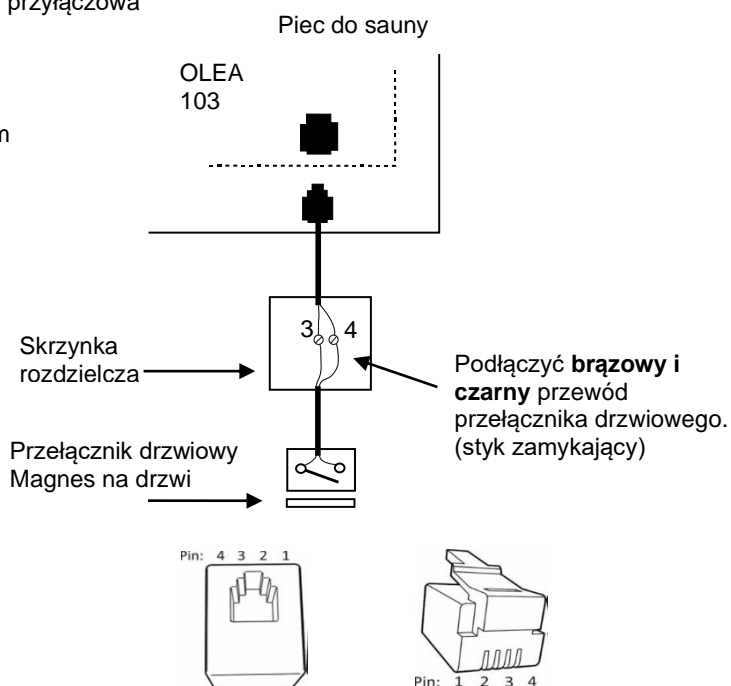 przyłączowa
Piec do sauny
OLEA
103
3 4
Skrzynka
rozdzielcza
Podłączyć brązowy i
czarny przewód
przełącznika drzwiowego.
(styk zamykający)
Przełącznik drzwiowy
Magnes na drzwi
Pin: 4 3 2 1
Pin: 1 2 3 4